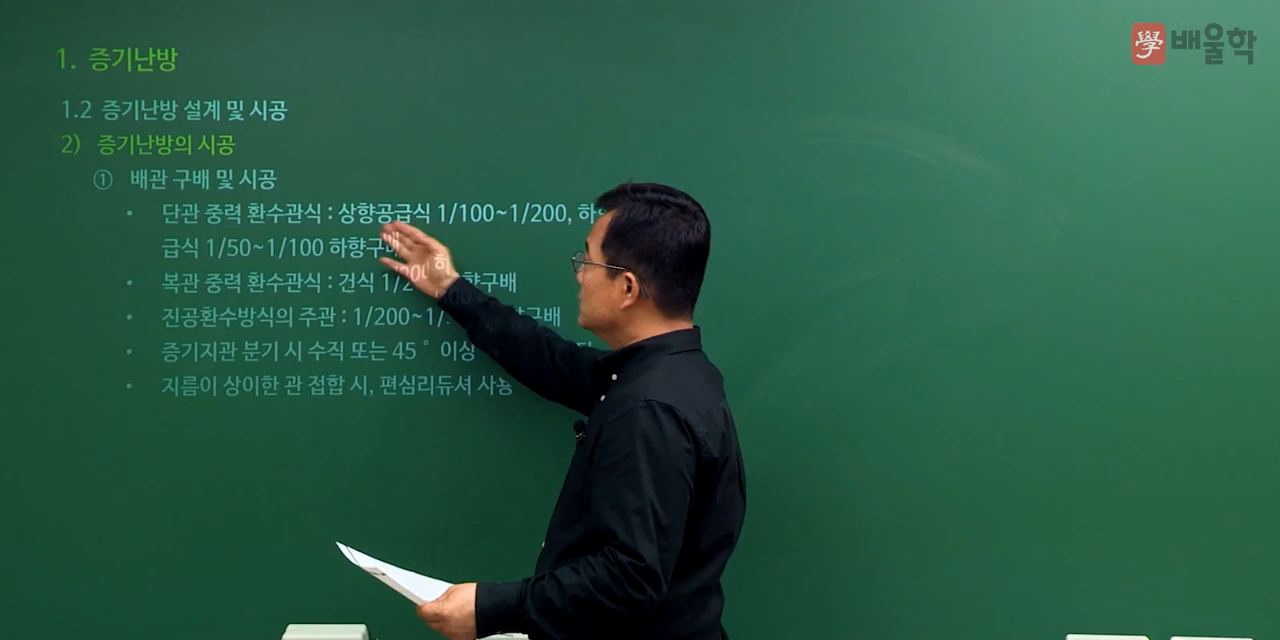 學 배울학
1. 증기난방
1.2 증기난방 설계 및 시공
2) 증기난방의 시공
① 배관 구배 및 시공
• 단관 중력 환수관식 : 상향공급식 1/100~1/200,
급식 1/50~1/100 하향구배
• 복관 중력 환수관식 : 건식
• 진공환수방식의 주관 : 1/200~
• 증기지관 분기 시 수직 또는 45° 이상
• 지름이 상이한 관 접합 시, 편심리듀셔 사용